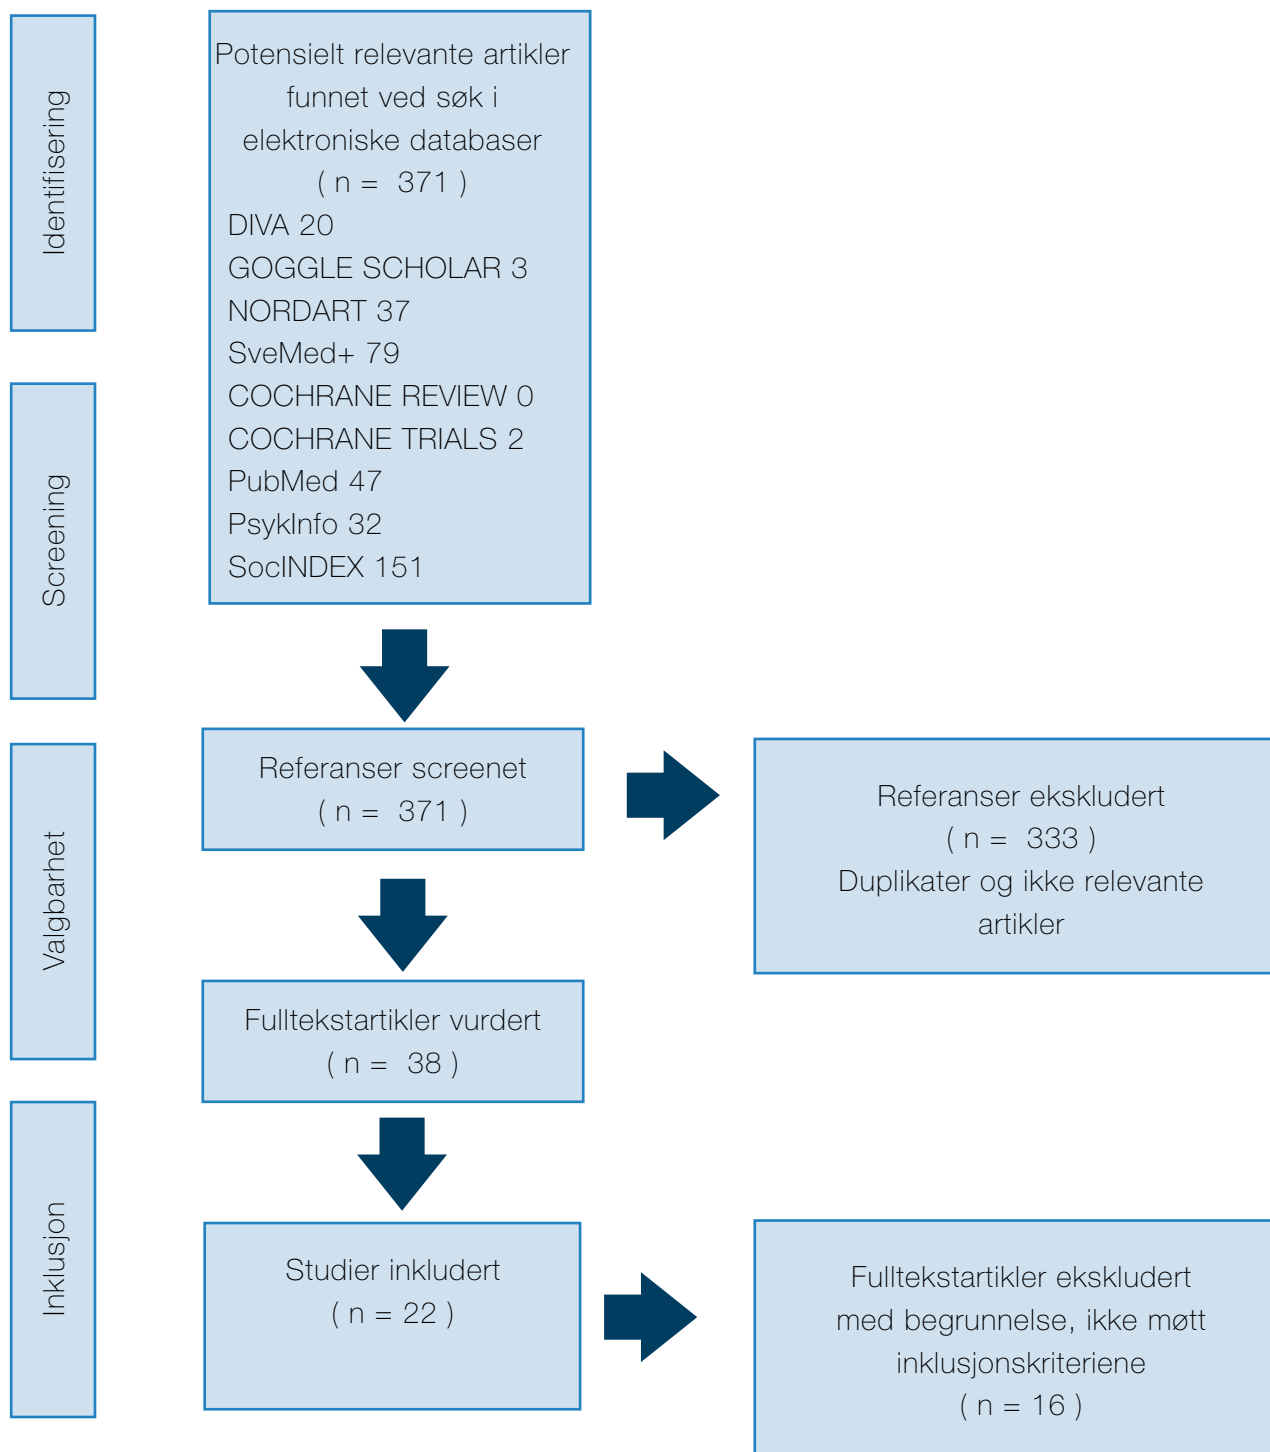 Identifisering
Potensielt relevante artikler
funnet ved søk i
elektroniske databaser
( n = 371 )
DIVA 20
GOGGLE SCHOLAR 3
NORDART 37
SveMed+ 79
COCHRANE REVIEW 0
COCHRANE TRIALS 2
PubMed 47
PsykInfo 32
SocINDEX 151
Screening
Referanser screenet
( n = 371 )
Referanser ekskludert
( n = 333 )
Duplikater og ikke relevante
artikler
Valgbarhet
Fulltekstartikler vurdert
( n = 38 )
Inklusjon
Studier inkludert
( n = 22 )
Fulltekstartikler ekskludert
med begrunnelse, ikke møtt
inklusjonskriteriene
( n = 16 )